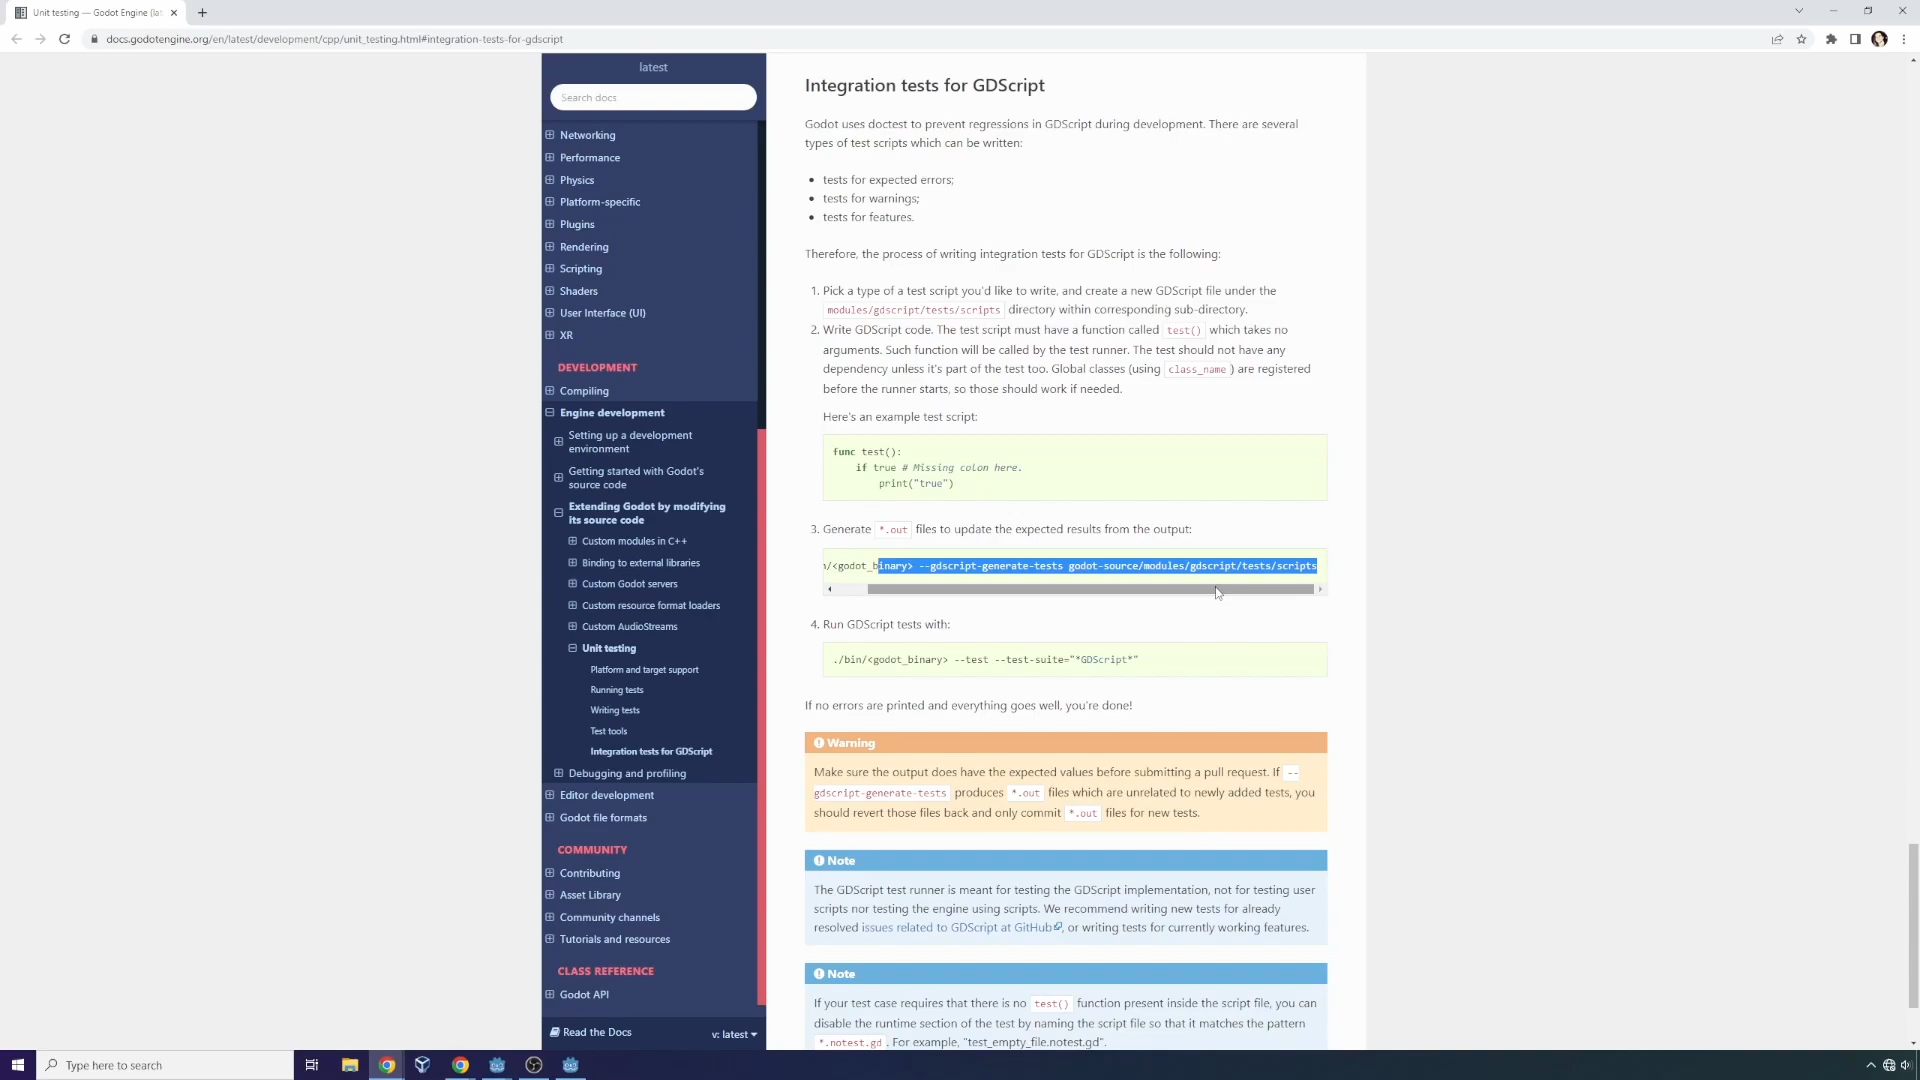 Unit testing — Godot Engine (lat
docs.godotengine.org/en/latest/development/cpp/unit_testing.html#integration-tests-for-gdscript
latest
Search docs
Networking
Performance
Physics
Platform-specific
Plugins
Rendering
Scripting
Shaders
User Interface (UI)
XR
DEVELOPMENT
Compiling
Engine development
Setting up a development
environment
Getting started with Godot's
source code
Extending Godot by modifying
its source code
Custom modules in C++
Binding to external libraries
Custom Godot servers
Custom resource format loaders
Custom AudioStreams
Unit testing
Platform and target support
Running tests
Writing tests
Test tools
Integration tests for GDScript
Debugging and profiling
Editor development
Godot file formats
COMMUNITY
Contributing
Asset Library
Community channels
Tutorials and resources
CLASS REFERENCE
Godot API
Read the Docs
v: latest
Integration tests for GDScript
Godot uses doctest to prevent regressions in GDScript during development. There are several
types of test scripts which can be written:
• tests for expected errors;
• tests for warnings;
• tests for features.
Therefore, the process of writing integration tests for GDScript is the following:
1. Pick a type of a test script you'd like to write, and create a new GDScript file under the
modules/gdscript/tests/scripts directory within corresponding sub-directory.
2. Write GDScript code. The test script must have a function called test() which takes no
arguments. Such function will be called by the test runner. The test should not have any
dependency unless it's part of the test too. Global classes (using class_name ) are registered
before the runner starts, so those should work if needed.
Here's an example test script:
func test():
if true # Missing colon here.
print("true")
3. Generate *.out files to update the expected results from the output:
/<godot_binary> --gdscript-generate-tests godot-source/modules/gdscript/tests/scripts
4. Run GDScript tests with:
./bin/<godot_binary> --test --test-suite="*GDScript*"
If no errors are printed and everything goes well, you're done!
Warning
Make sure the output does have the expected values before submitting a pull request. If --
gdscript-generate-tests produces *.out files which are unrelated to newly added tests, you
should revert those files back and only commit *.out files for new tests.
Note
The GDScript test runner is meant for testing the GDScript implementation, not for testing user
scripts nor testing the engine using scripts. We recommend writing new tests for already
resolved issues related to GDScript at GitHub, or writing tests for currently working features.
Note
If your test case requires that there is no test() function present inside the script file, you can
disable the runtime section of the test by naming the script file so that it matches the pattern
*.notest.gd . For example, "test_empty_file.notest.gd".
Type here to search